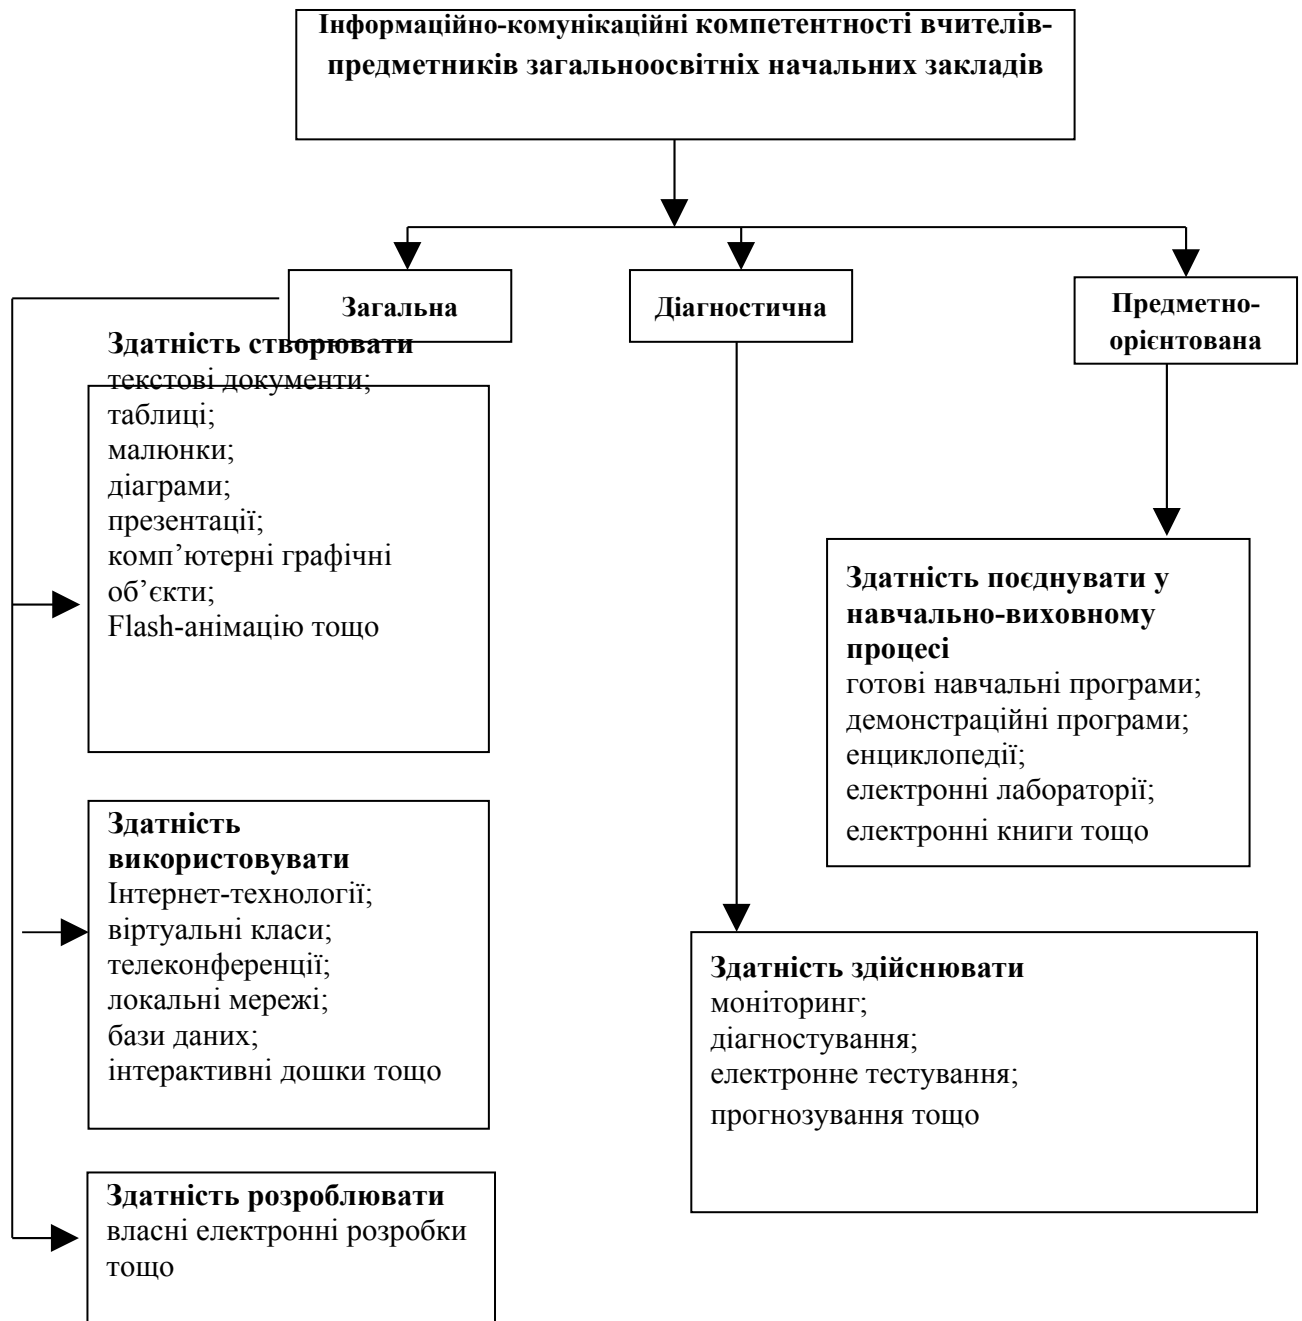 Інформаційно-комунікаційні компетентності вчителів-
предметників загальноосвітніх начальних закладів
Загальна
Діагностична
Предметно-
орієнтована
Здатність створювати
текстові документи;
таблиці;
малюнки;
діаграми;
презентації;
комп’ютерні графічні
об’єкти;
Flash-анімацію тощо
Здатність поєднувати у
навчально-виховному
процесі
готові навчальні програми;
демонстраційні програми;
енциклопедії;
електронні лабораторії;
електронні книги тощо
Здатність
використовувати
Інтернет-технології;
віртуальні класи;
телеконференції;
локальні мережі;
бази даних;
інтерактивні дошки тощо
Здатність здійснювати
моніторинг;
діагностування;
електронне тестування;
прогнозування тощо
Здатність розроблювати
власні електронні розробки
тощо